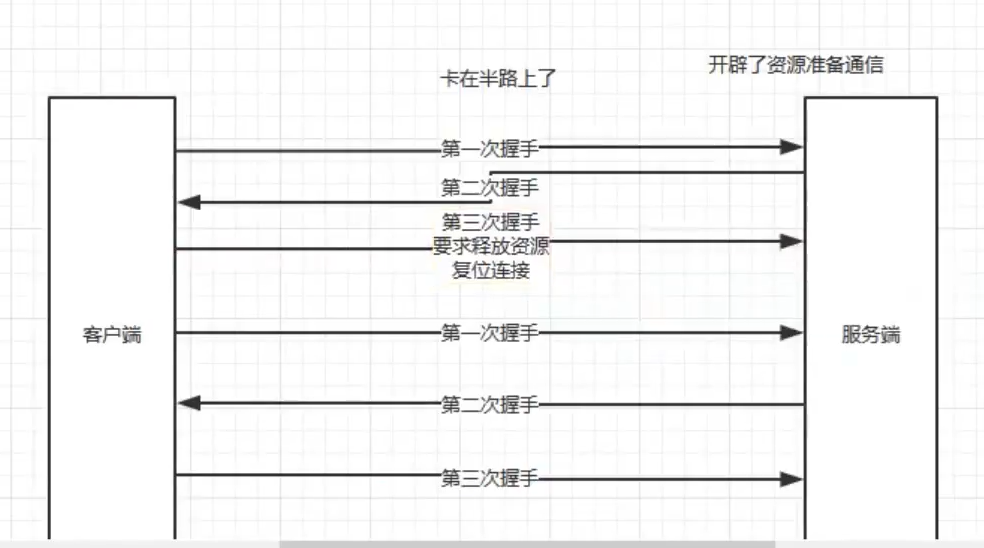 开辟了资源准备通信
卡在半路上了
第一次握手
第二次握手
第三次握手
要求释放资源
复位连接
客户端
第一次握手
服务端
第二次握手
第三次握手